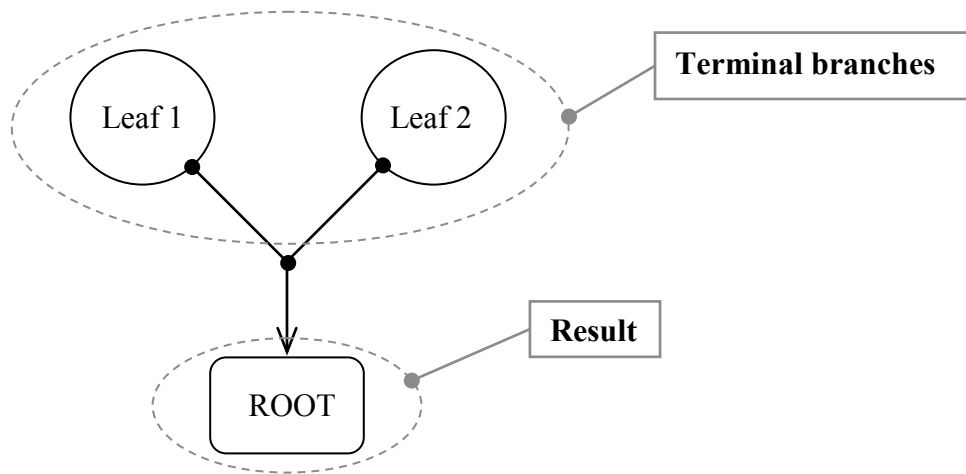 Terminal branches
Leaf 1
Leaf 2
Result
ROOT